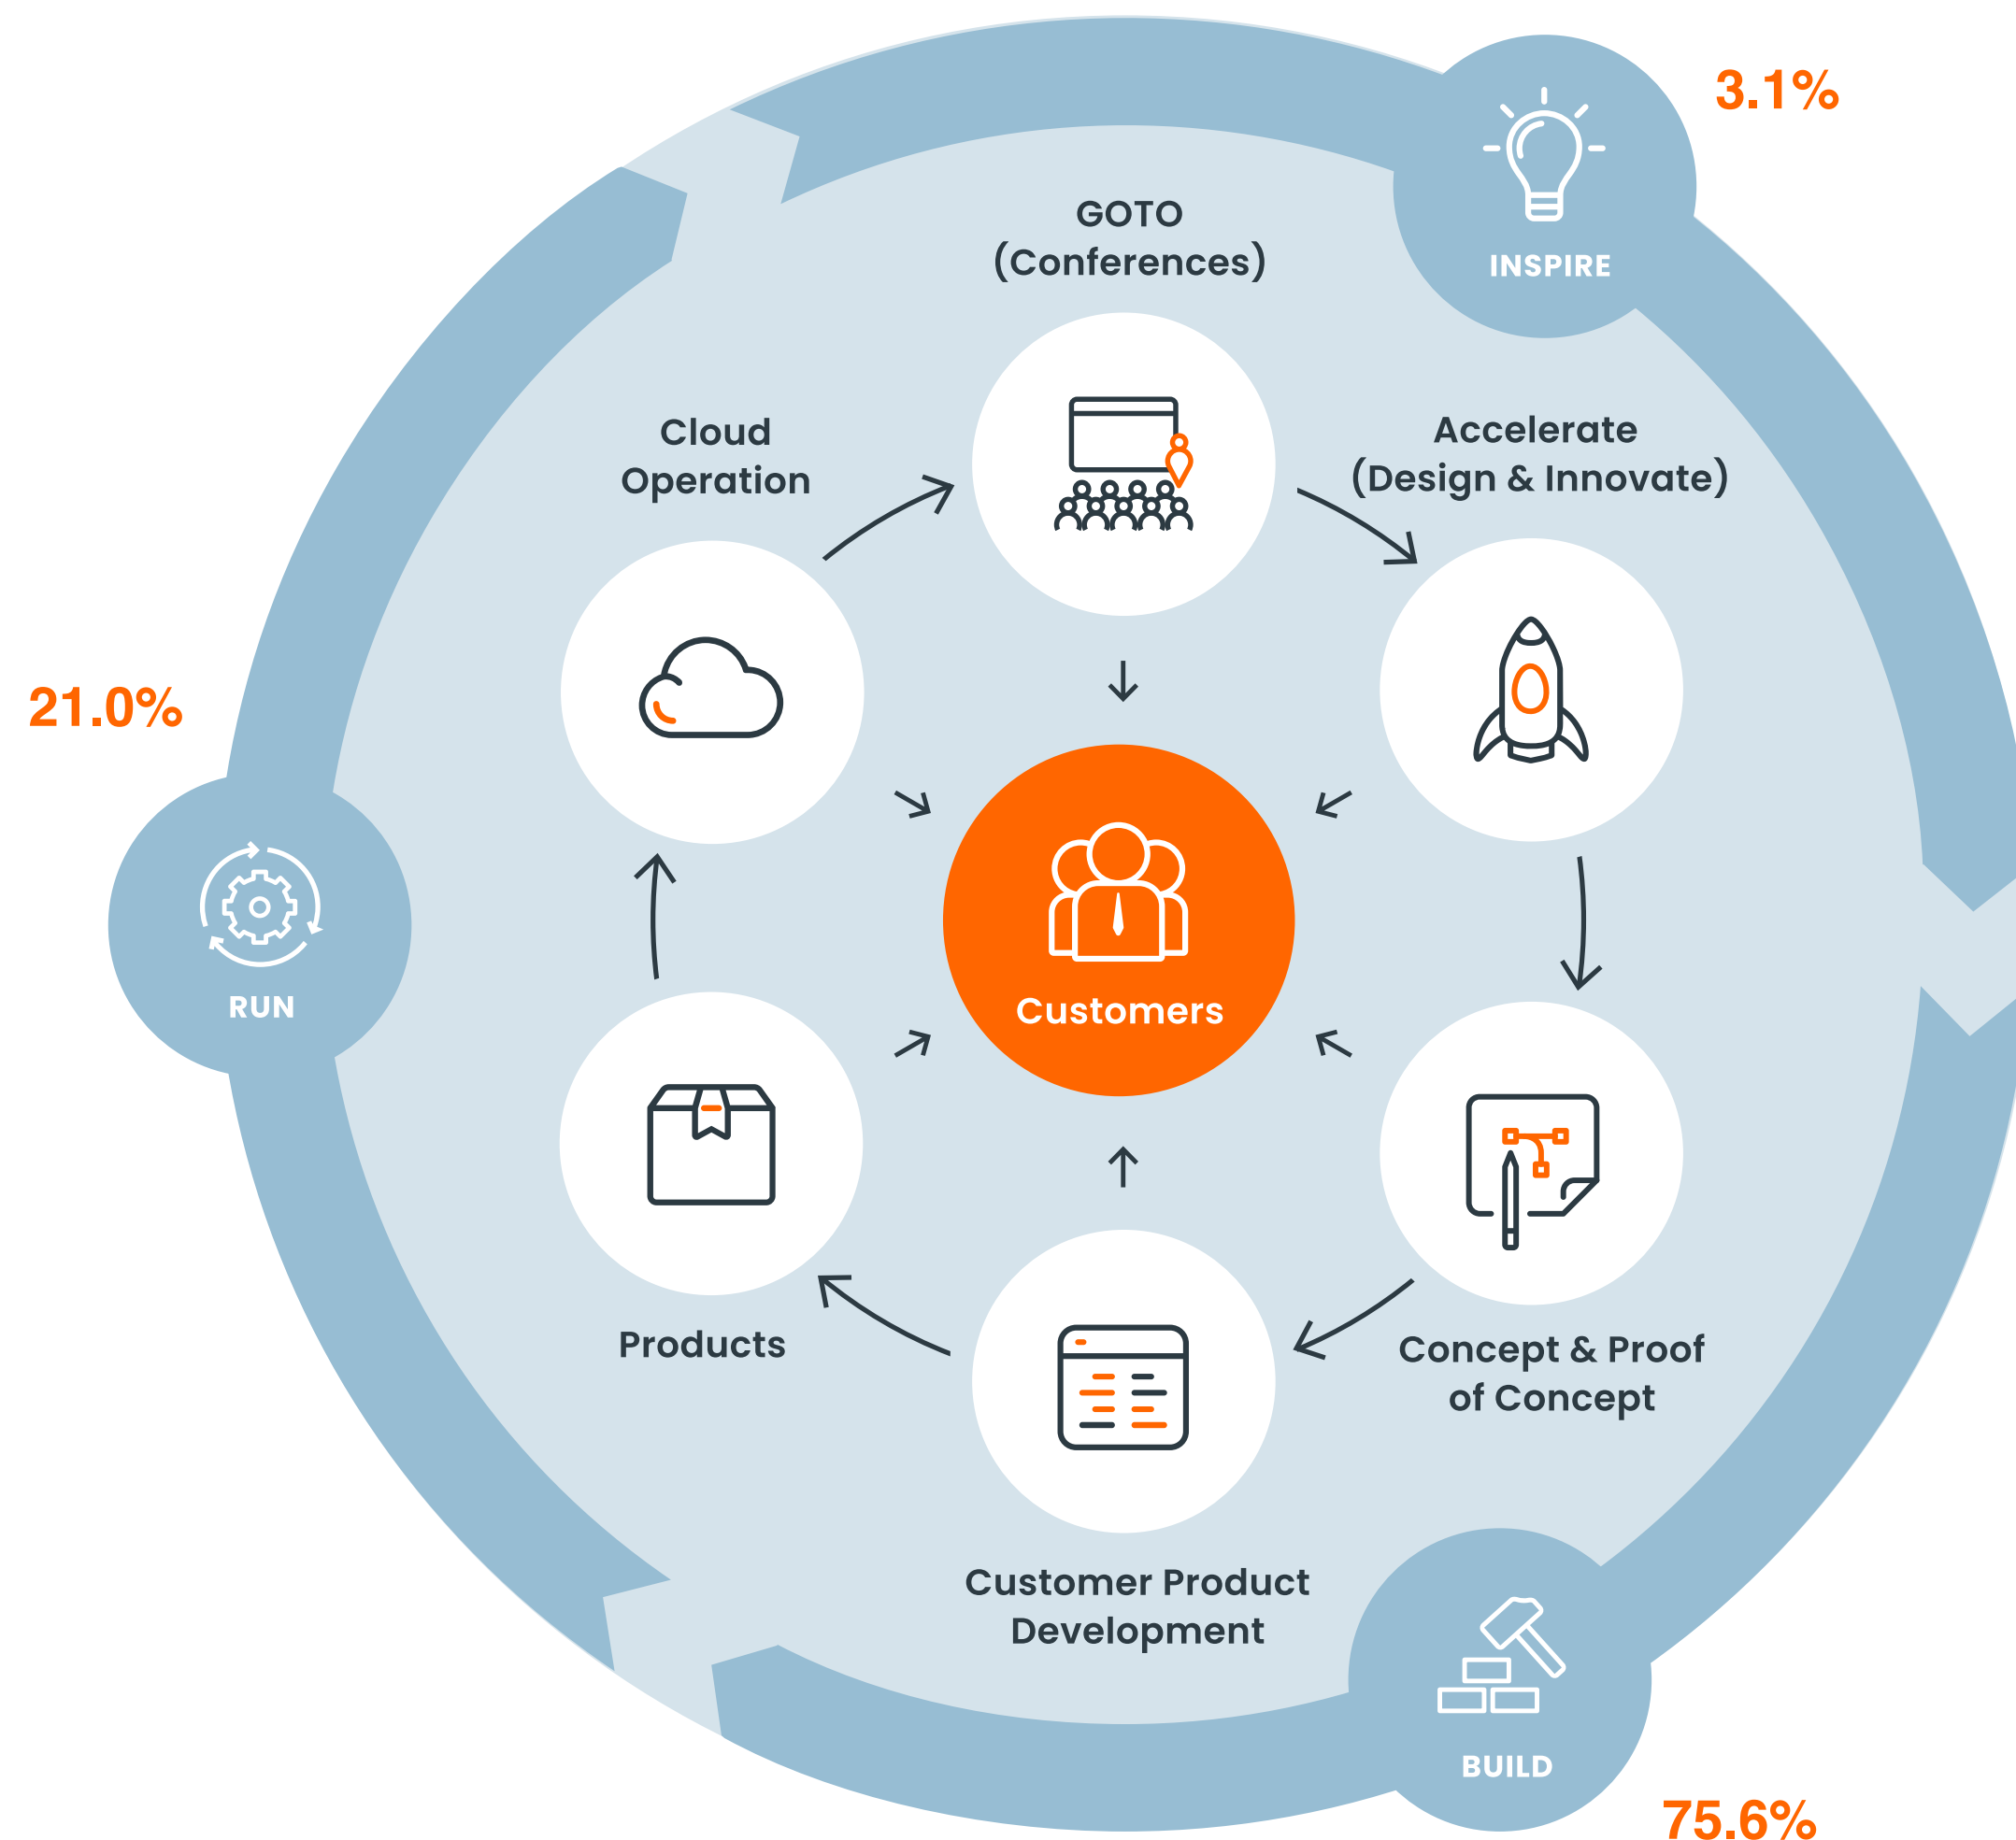 3.1%
INSPIRE
GOTO
(Conferences)
Cloud
Operation
Accelerate
(Design & Innovate)
21.0%
RUN
Customers
Products
Concept & Proof
of Concept
Customer Product
Development
BUILD
75.6%